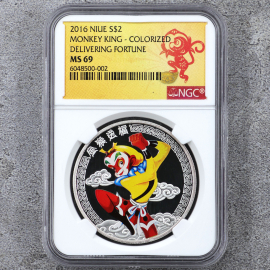 2016 NIUE S$2
MONKEY KING - COLORIZED
DELIVERING FORTUNE
MS 69
6048500-002
NGC